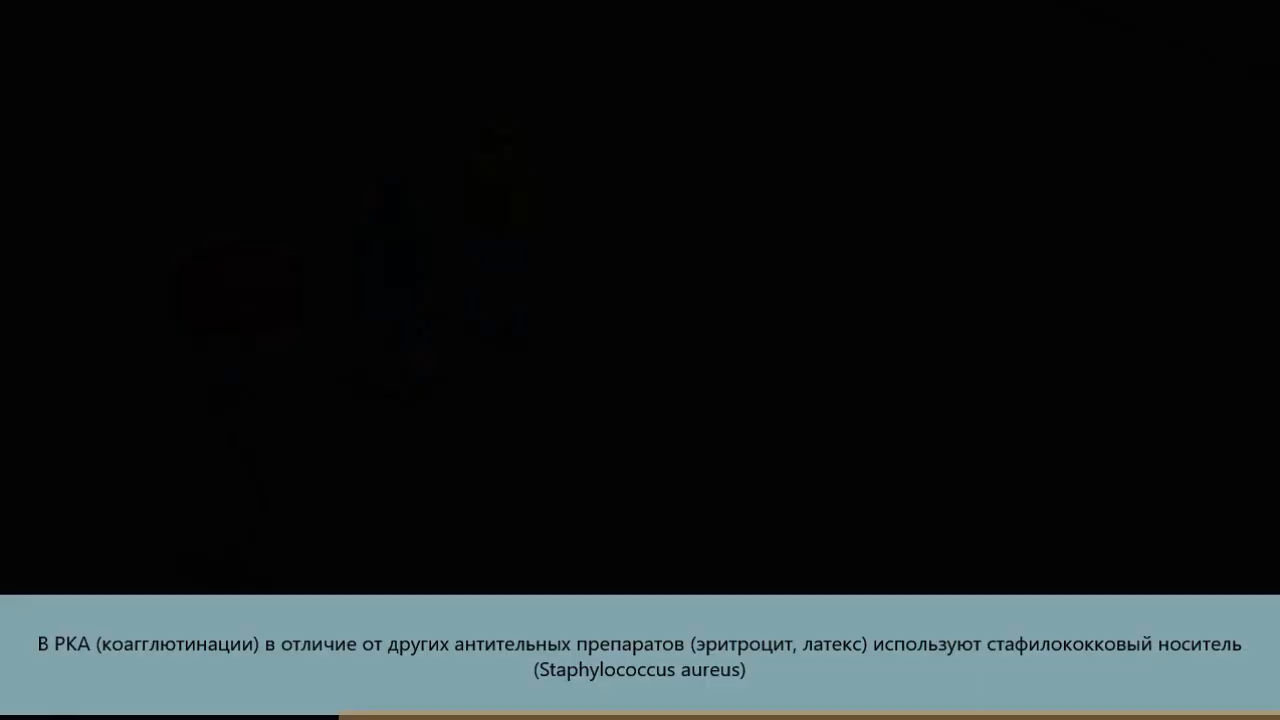 В РКА (коагглютинации) в отличие от других антительных препаратов (эритроцит, латекс) используют стафилококковый носитель
(Staphylococcus aureus)